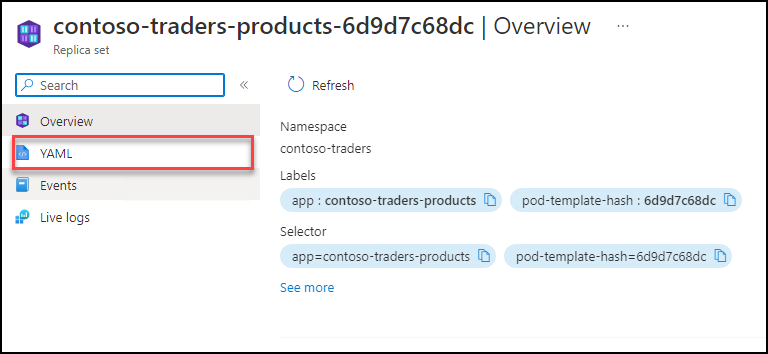 contoso-traders-products-6d9d7c68dc | Overview ...
Replica set
Search «
Refresh
Overview
YAML
Events
Live logs
Namespace
contoso-traders
Labels
app : contoso-traders-products pod-template-hash : 6d9d7c68dc
Selector
app=contoso-traders-products pod-template-hash=6d9d7c68dc
See more